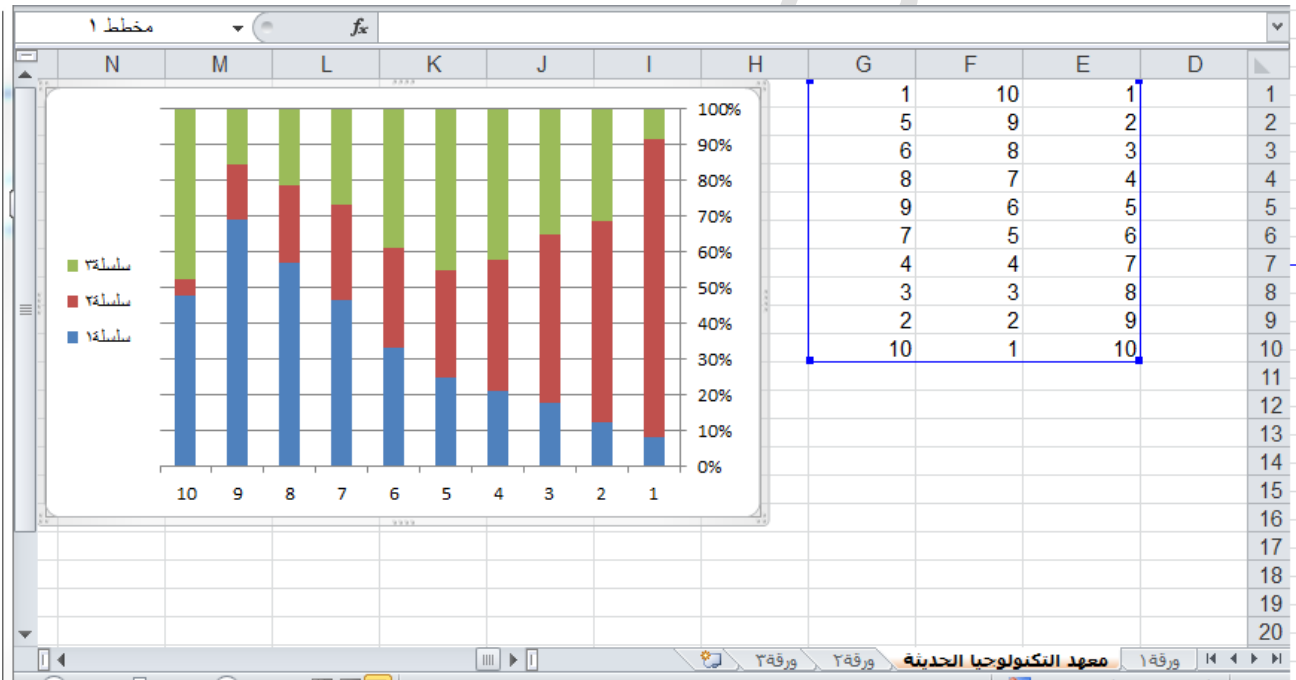 مخطط ١ fx
D E F G H I J K L M N
1 1 10 1
2 2 9 5
3 3 8 6
4 4 7 8
5 5 6 9
6 6 5 7
7 7 4 4
8 8 3 3
9 9 2 2
10 10 1 10
11
12
13
14
15
16
17
18
19
20
100%
90%
80%
70%
60%
50%
40%
30%
20%
10%
0%
10 9 8 7 6 5 4 3 2 1
سلسلة٣
سلسلة٢
سلسلة١
ورقة١ معهد التكنولوجيا الحديثة ورقة٢ ورقة٣